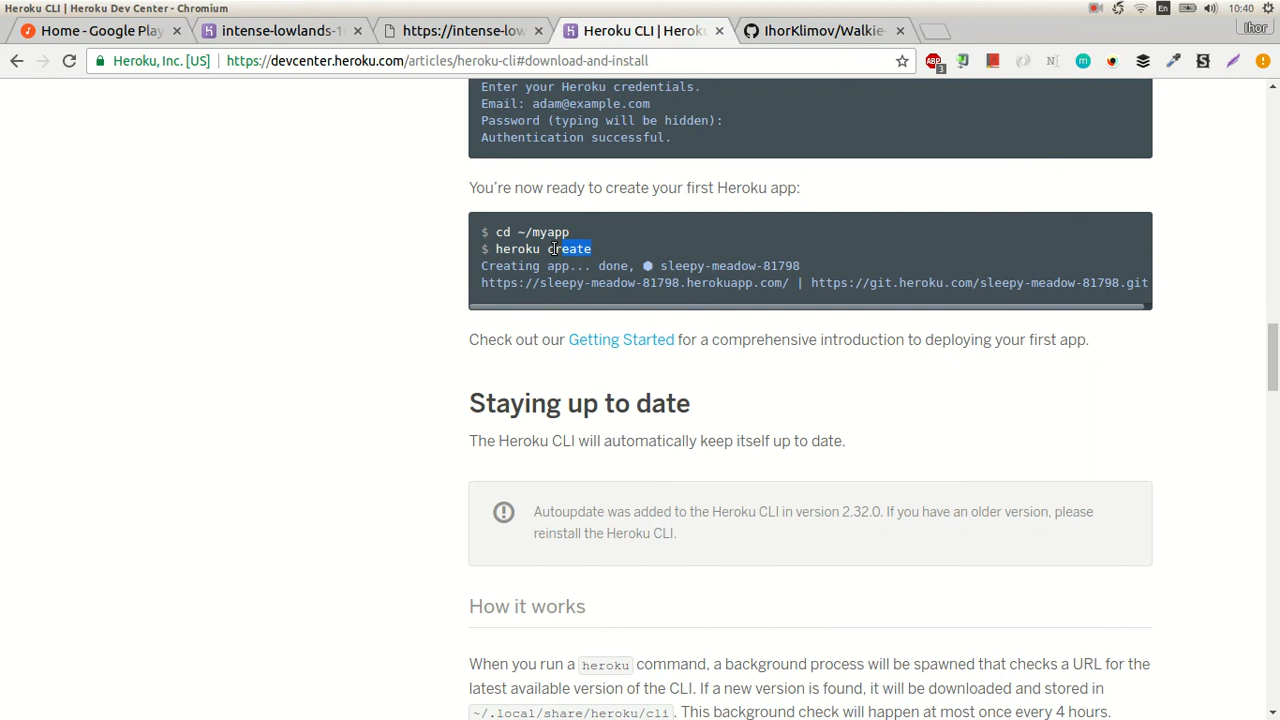 Heroku CLI | Heroku Dev Center - Chromium
En
10:40
Home - Google Play
intense-lowlands-1
https://intense-low
Heroku CLI | Heroku
IhorKlimov/Walkie-
Ihor
Heroku, Inc. [US]
https://devcenter.heroku.com/articles/heroku-cli#download-and-install
ABP
3
Enter your Heroku credentials.
Email: adam@example.com
Password (typing will be hidden):
Authentication successful.
You’re now ready to create your first Heroku app:
$ cd ~/myapp
$ heroku create
Creating app... done, ⬢ sleepy-meadow-81798
https://sleepy-meadow-81798.herokuapp.com/ | https://git.heroku.com/sleepy-meadow-81798.git
Check out our Getting Started for a comprehensive introduction to deploying your first app.
Staying up to date
The Heroku CLI will automatically keep itself up to date.
Autoupdate was added to the Heroku CLI in version 2.32.0. If you have an older version, please
reinstall the Heroku CLI.
How it works
When you run a heroku command, a background process will be spawned that checks a URL for the
latest available version of the CLI. If a new version is found, it will be downloaded and stored in
~/.local/share/heroku/cli. This background check will happen at most once every 4 hours.